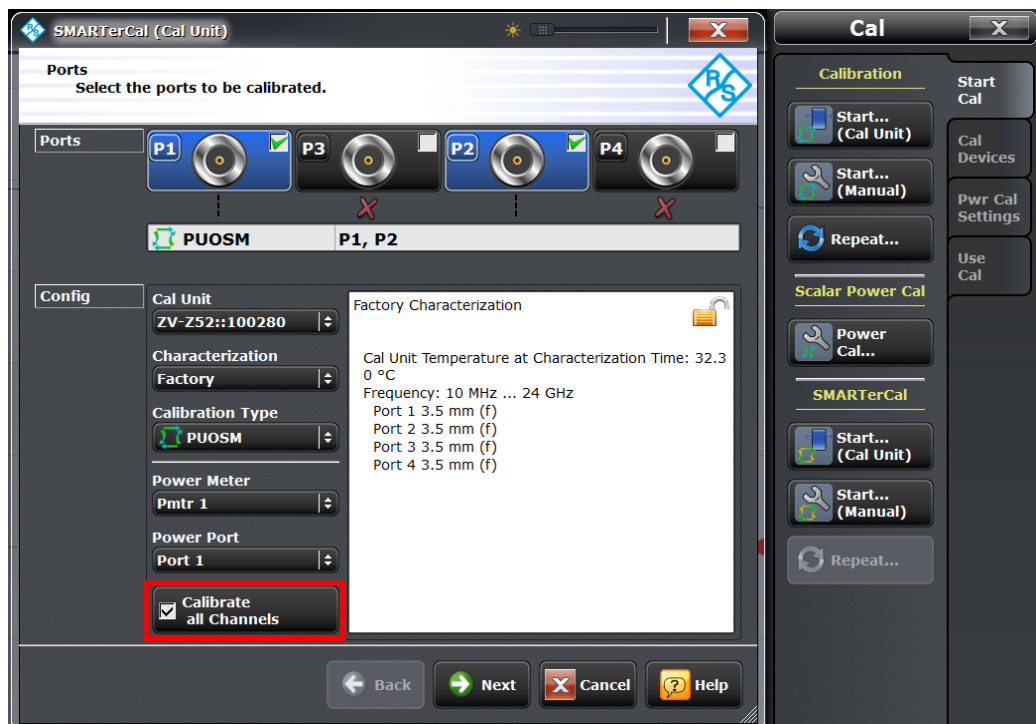 SMARTerCal (Cal Unit)
X
Ports
Select the ports to be calibrated.
R S
Ports
P1
P3
P2
P4
PUOSM
P1, P2
Config
Cal Unit
ZV-Z52::100280
Characterization
Factory
Calibration Type
PUOSM
Power Meter
Pmtr 1
Power Port
Port 1
Calibrate
all Channels
Factory Characterization
Cal Unit Temperature at Characterization Time: 32.3
0 °C
Frequency: 10 MHz ... 24 GHz
Port 1 3.5 mm (f)
Port 2 3.5 mm (f)
Port 3 3.5 mm (f)
Port 4 3.5 mm (f)
Back
Next
X Cancel
? Help
Cal
X
Calibration
Start...
(Cal Unit)
Start...
(Manual)
Repeat...
Scalar Power Cal
Power
Cal...
SMARTerCal
Start...
(Cal Unit)
Start...
(Manual)
Repeat...
Start
Cal
Cal
Devices
Pwr Cal
Settings
Use
Cal